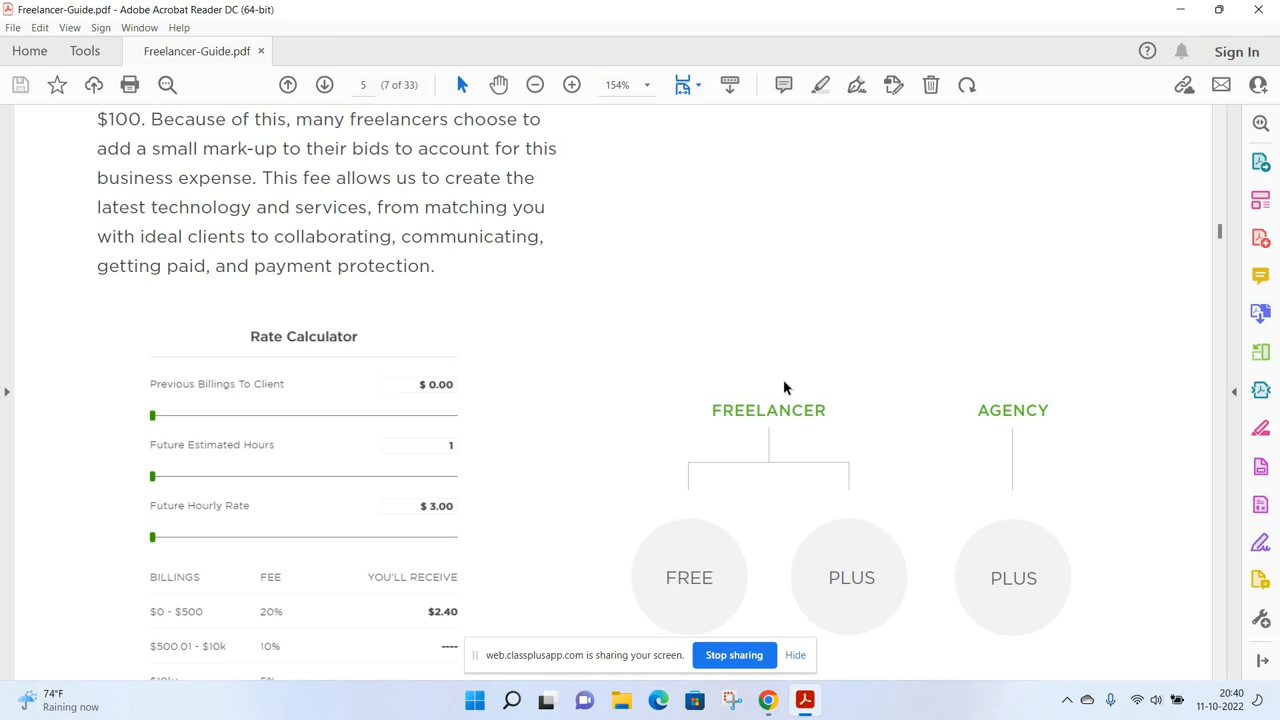 Freelancer-Guide.pdf - Adobe Acrobat Reader DC (64-bit)
File Edit View Sign Window Help
Home Tools Freelancer-Guide.pdf × Sign In
5 (7 of 33) 154%
$100. Because of this, many freelancers choose to
add a small mark-up to their bids to account for this
business expense. This fee allows us to create the
latest technology and services, from matching you
with ideal clients to collaborating, communicating,
getting paid, and payment protection.
Rate Calculator
Previous Billings To Client $ 0.00
Future Estimated Hours 1
Future Hourly Rate $ 3.00
BILLINGS FEE YOU'LL RECEIVE
$0 - $500 20% $2.40
$500.01 - $10k 10% ----
FREELANCER AGENCY
FREE PLUS PLUS
web.classplusapp.com is sharing your screen. Stop sharing Hide
74°F
Raining now
20:40
11-10-2022